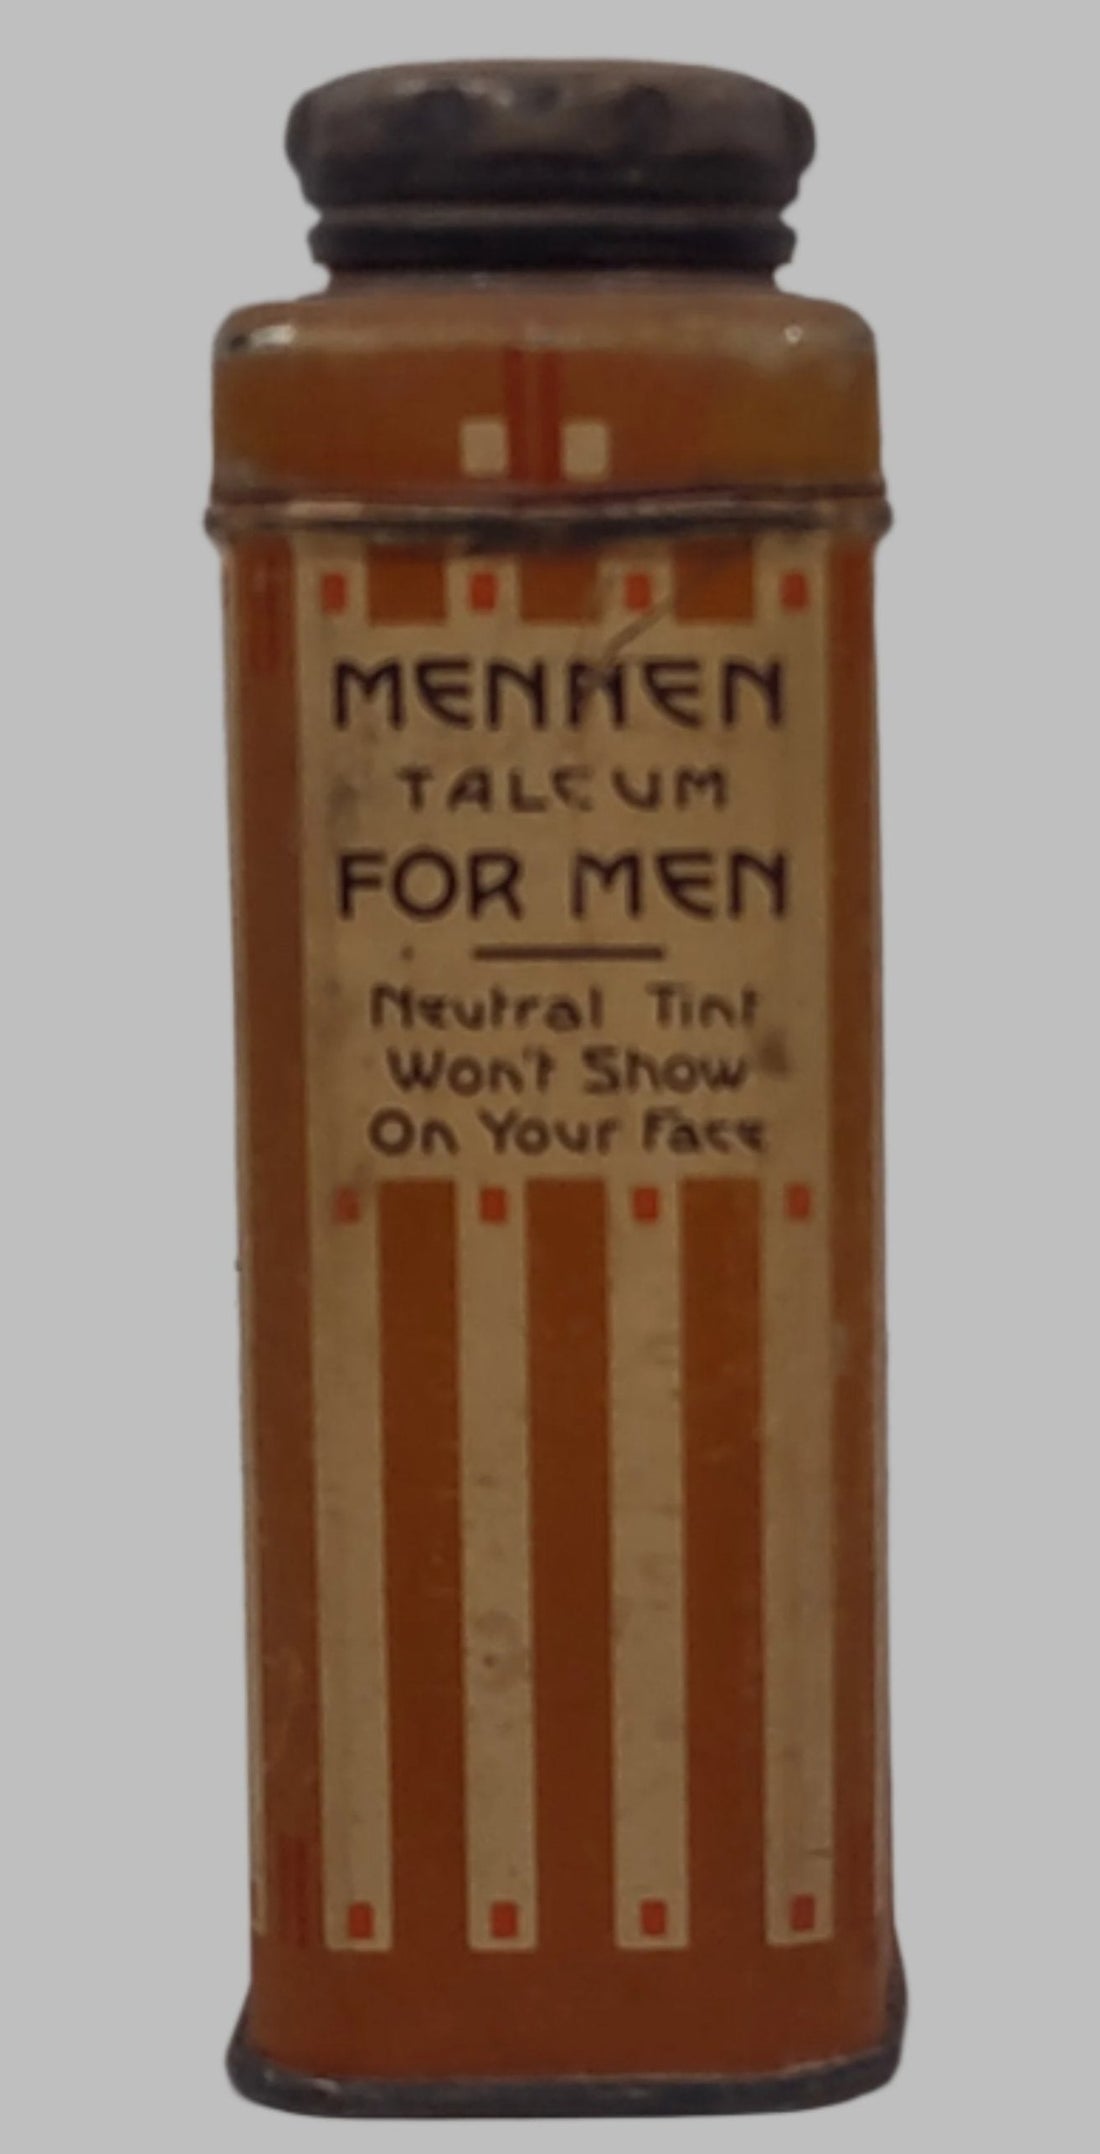 MENNEN
TALCUM
FOR MEN
Neutral Tint
Won't Show
On Your Face